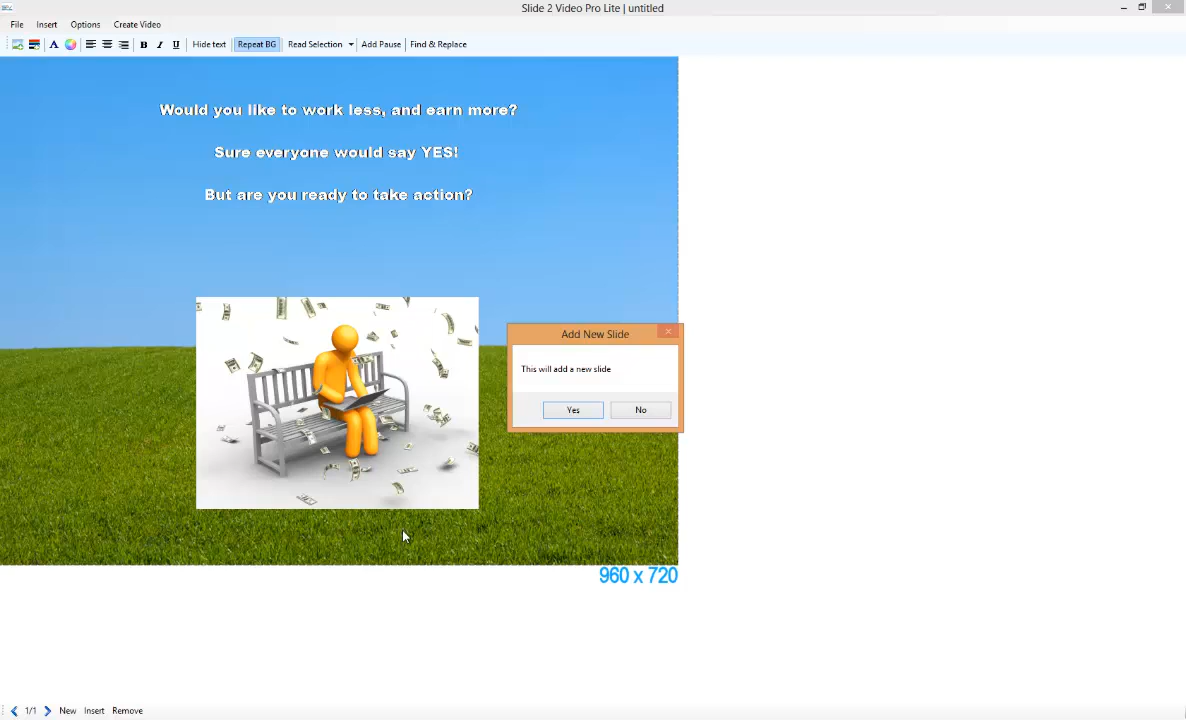 Slide 2 Video Pro Lite | untitled
File Insert Options Create Video
A B I U Hide text Repeat BG Read Selection Add Pause Find & Replace
Would you like to work less, and earn more?
Sure everyone would say YES!
But are you ready to take action?
Add New Slide
This will add a new slide
Yes No
960 x 720
1/1 New Insert Remove